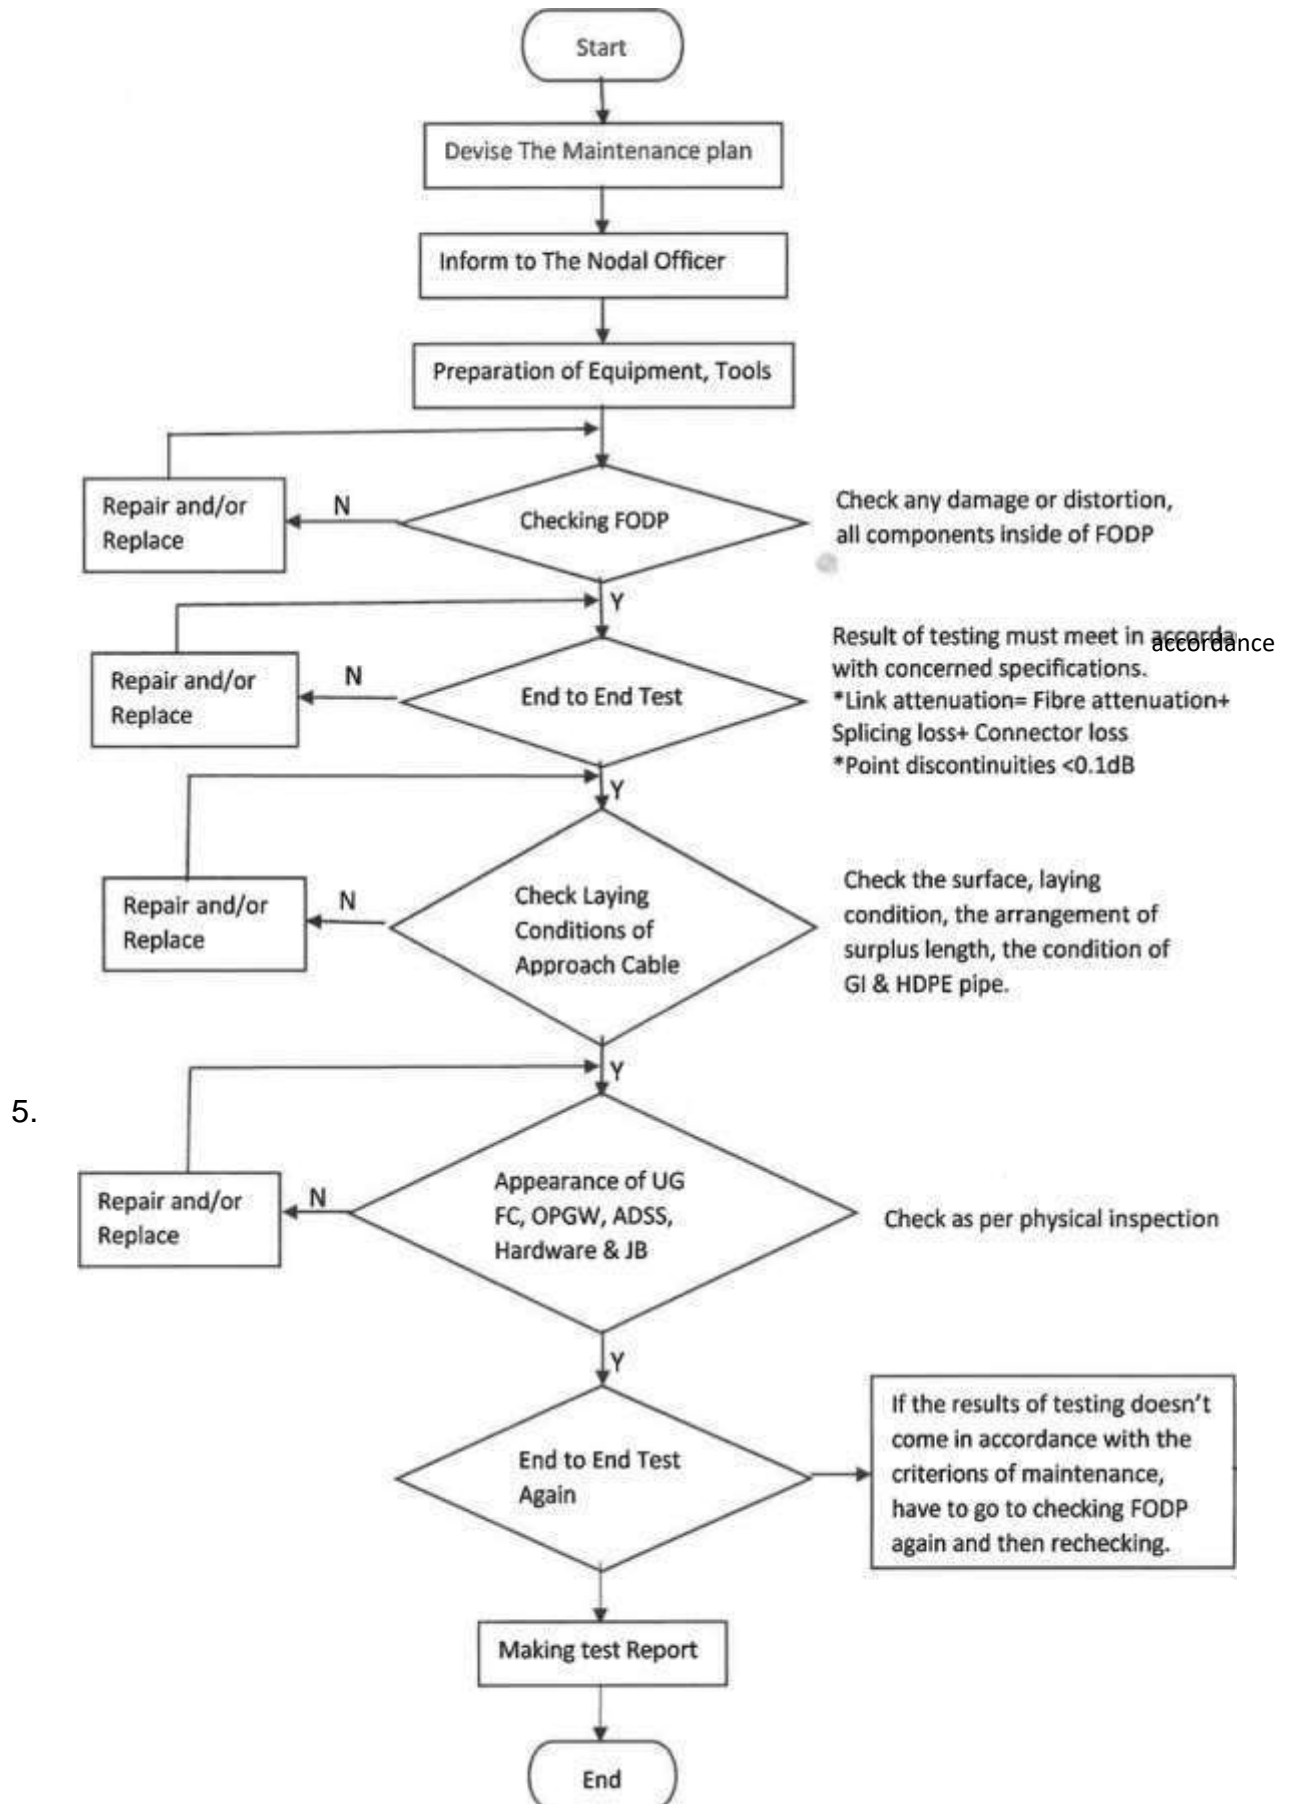 Start
Devise The Maintenance plan
Inform to The Nodal Officer
Preparation of Equipment, Tools
Repair and/or
Replace
N
Checking FODP
Check any damage or distortion,
all components inside of FODP
Y
Repair and/or
Replace
N
End to End Test
Result of testing must meet in accorda accordance
with concerned specifications.
*Link attenuation= Fibre attenuation+
Splicing loss+ Connector loss
*Point discontinuities <0.1dB
Y
Repair and/or
Replace
N
Check Laying
Conditions of
Approach Cable
Check the surface, laying
condition, the arrangement of
surplus length, the condition of
GI & HDPE pipe.
Y
5.
Repair and/or
Replace
N
Appearance of UG
FC, OPGW, ADSS,
Hardware & JB
Check as per physical inspection
Y
End to End Test
Again
If the results of testing doesn't
come in accordance with the
criterions of maintenance,
have to go to checking FODP
again and then rechecking.
Making test Report
End